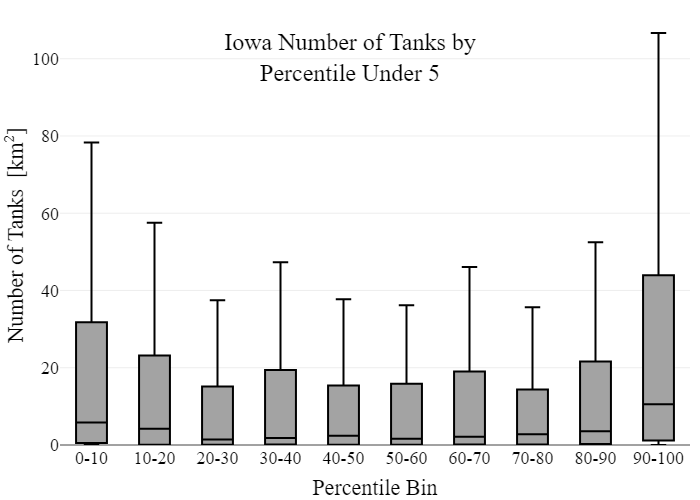 Iowa Number of Tanks by
Percentile Under 5
Number of Tanks [km²]
100
80
60
40
20
0
0-10 10-20 20-30 30-40 40-50 50-60 60-70 70-80 80-90 90-100
Percentile Bin